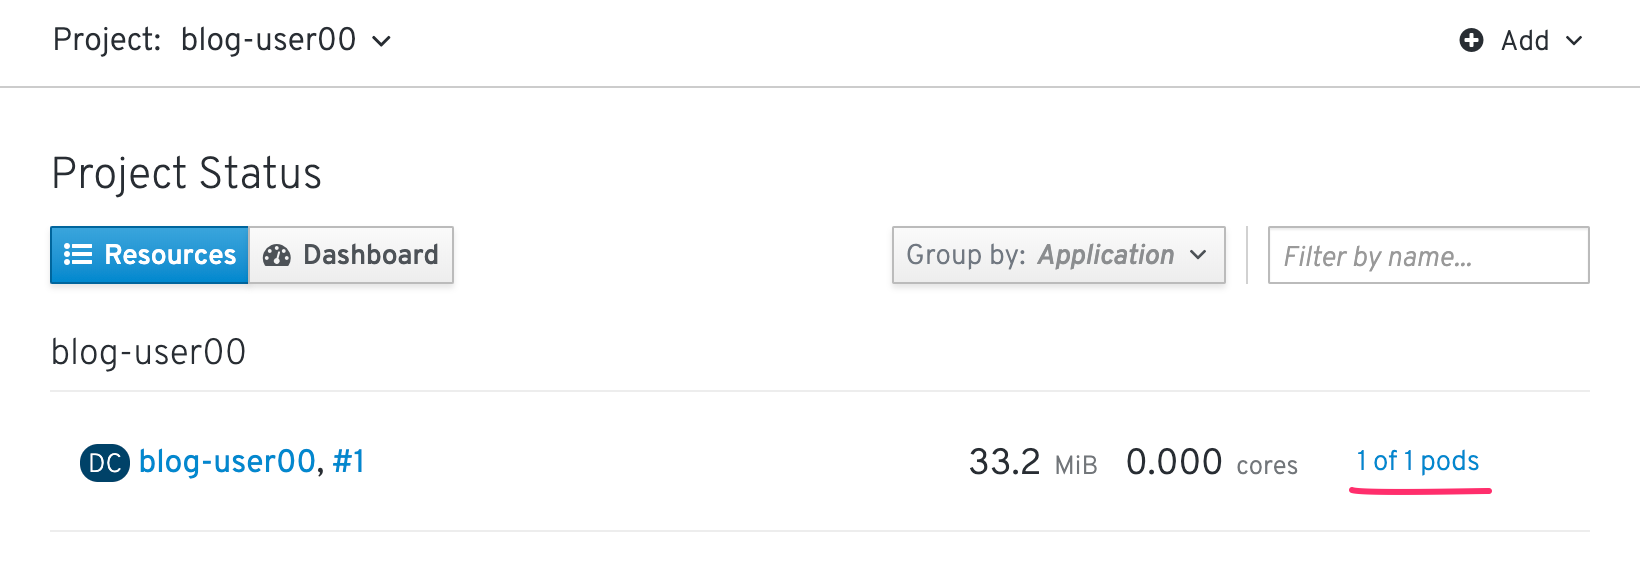 Project: blog-user00 Add
Project Status
Resources Dashboard Group by: Application Filter by name...
blog-user00
DC blog-user00, #1 33.2 MiB 0.000 cores 1 of 1 pods